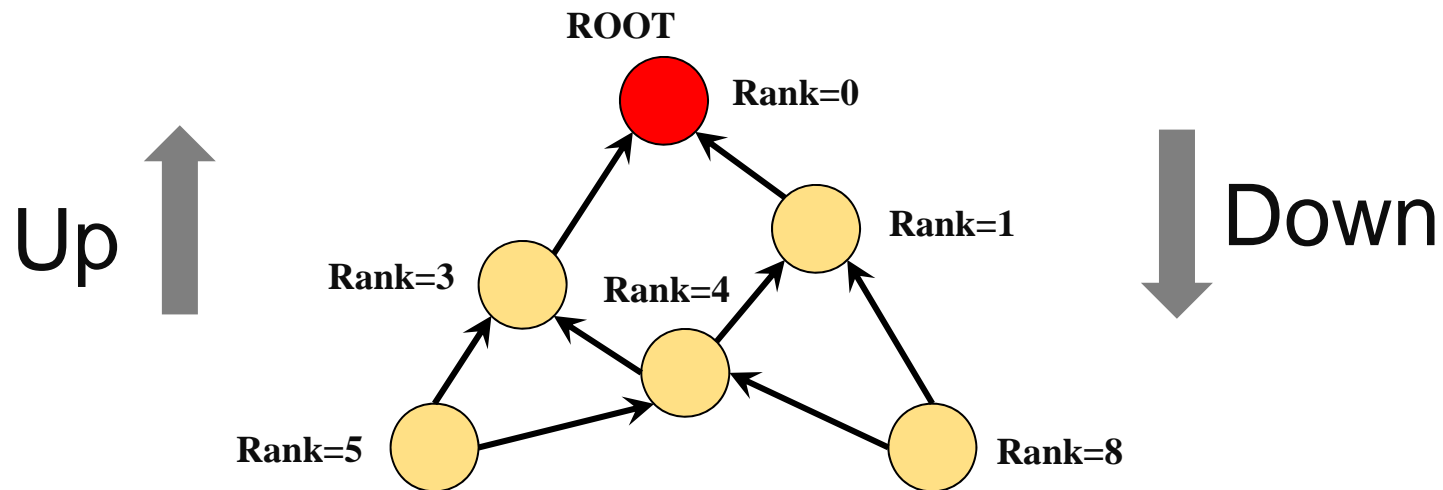 ROOT
Rank=0
Up
Down
Rank=1
Rank=3
Rank=4
Rank=5
Rank=8